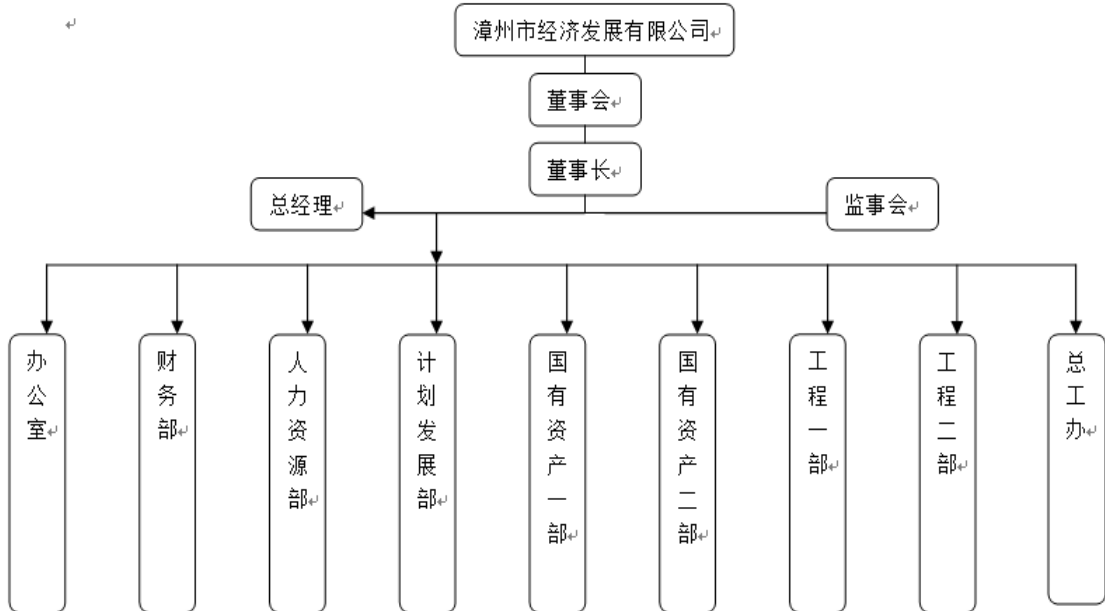 漳州市经济发展有限公司
董事会
董事长
总经理
监事会
办公室
财务部
人力资源部
计划发展部
国有资产一部
国有资产二部
工程一部
工程二部
总工办